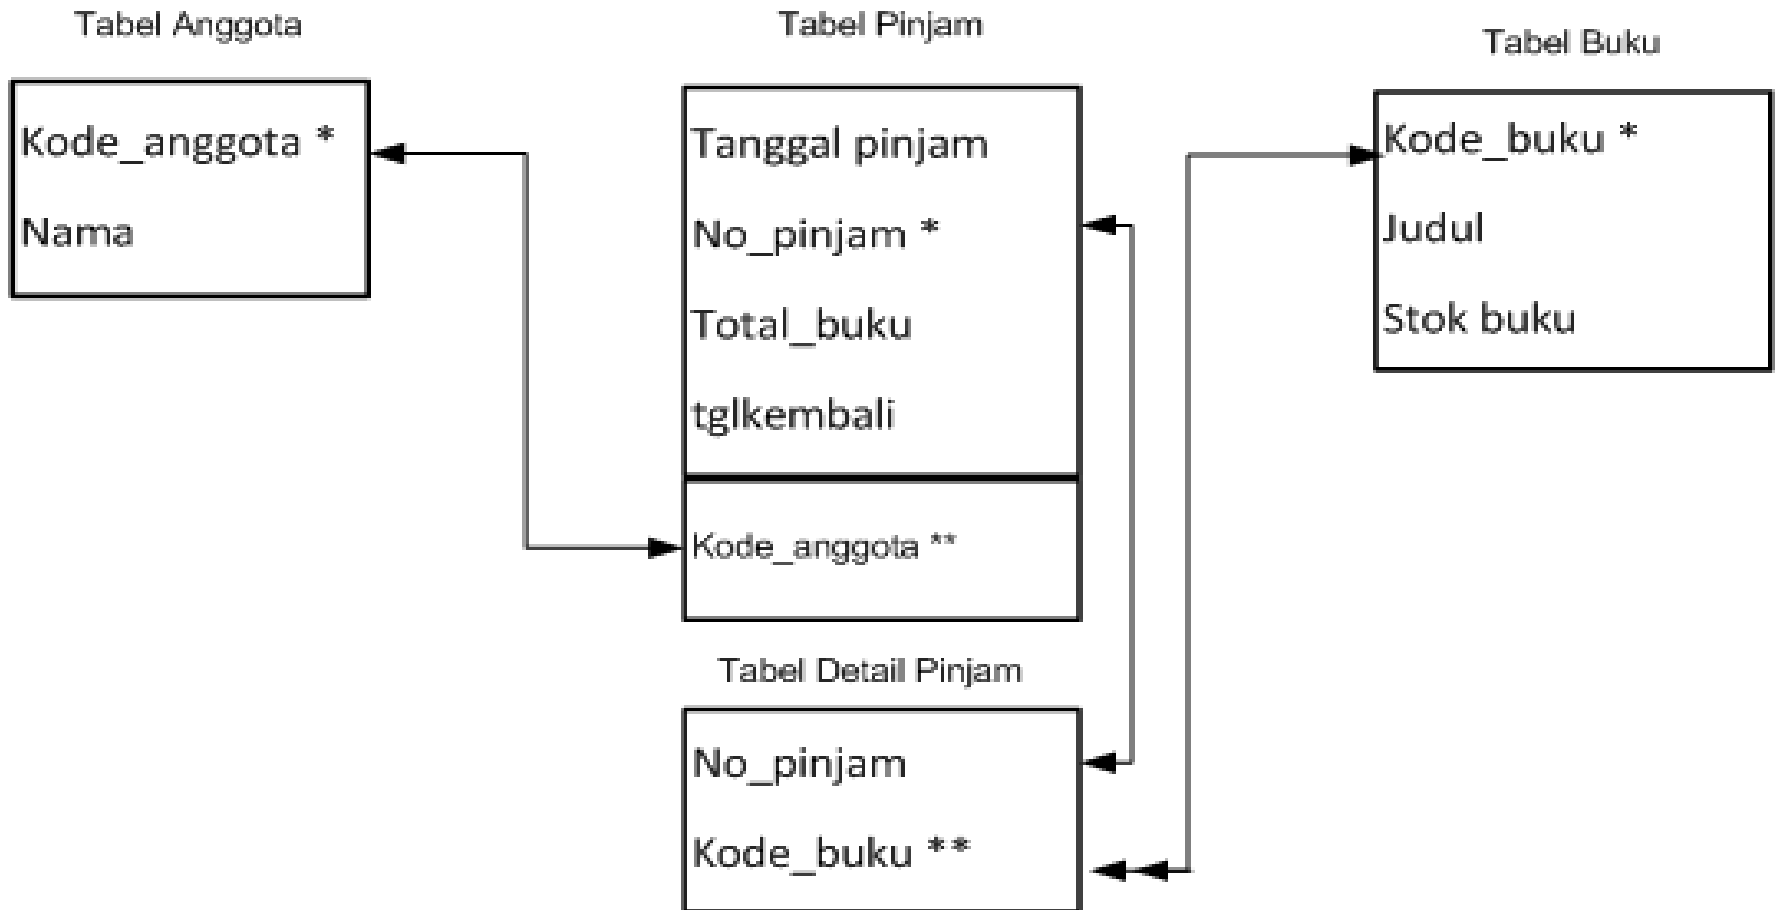 Tabel Anggota
Kode_anggota *
Nama
Tabel Pinjam
Tanggal pinjam
No_pinjam *
Total_buku
tglkembali
Kode_anggota **
Tabel Detail Pinjam
No_pinjam
Kode_buku **
Tabel Buku
Kode_buku *
Judul
Stok buku